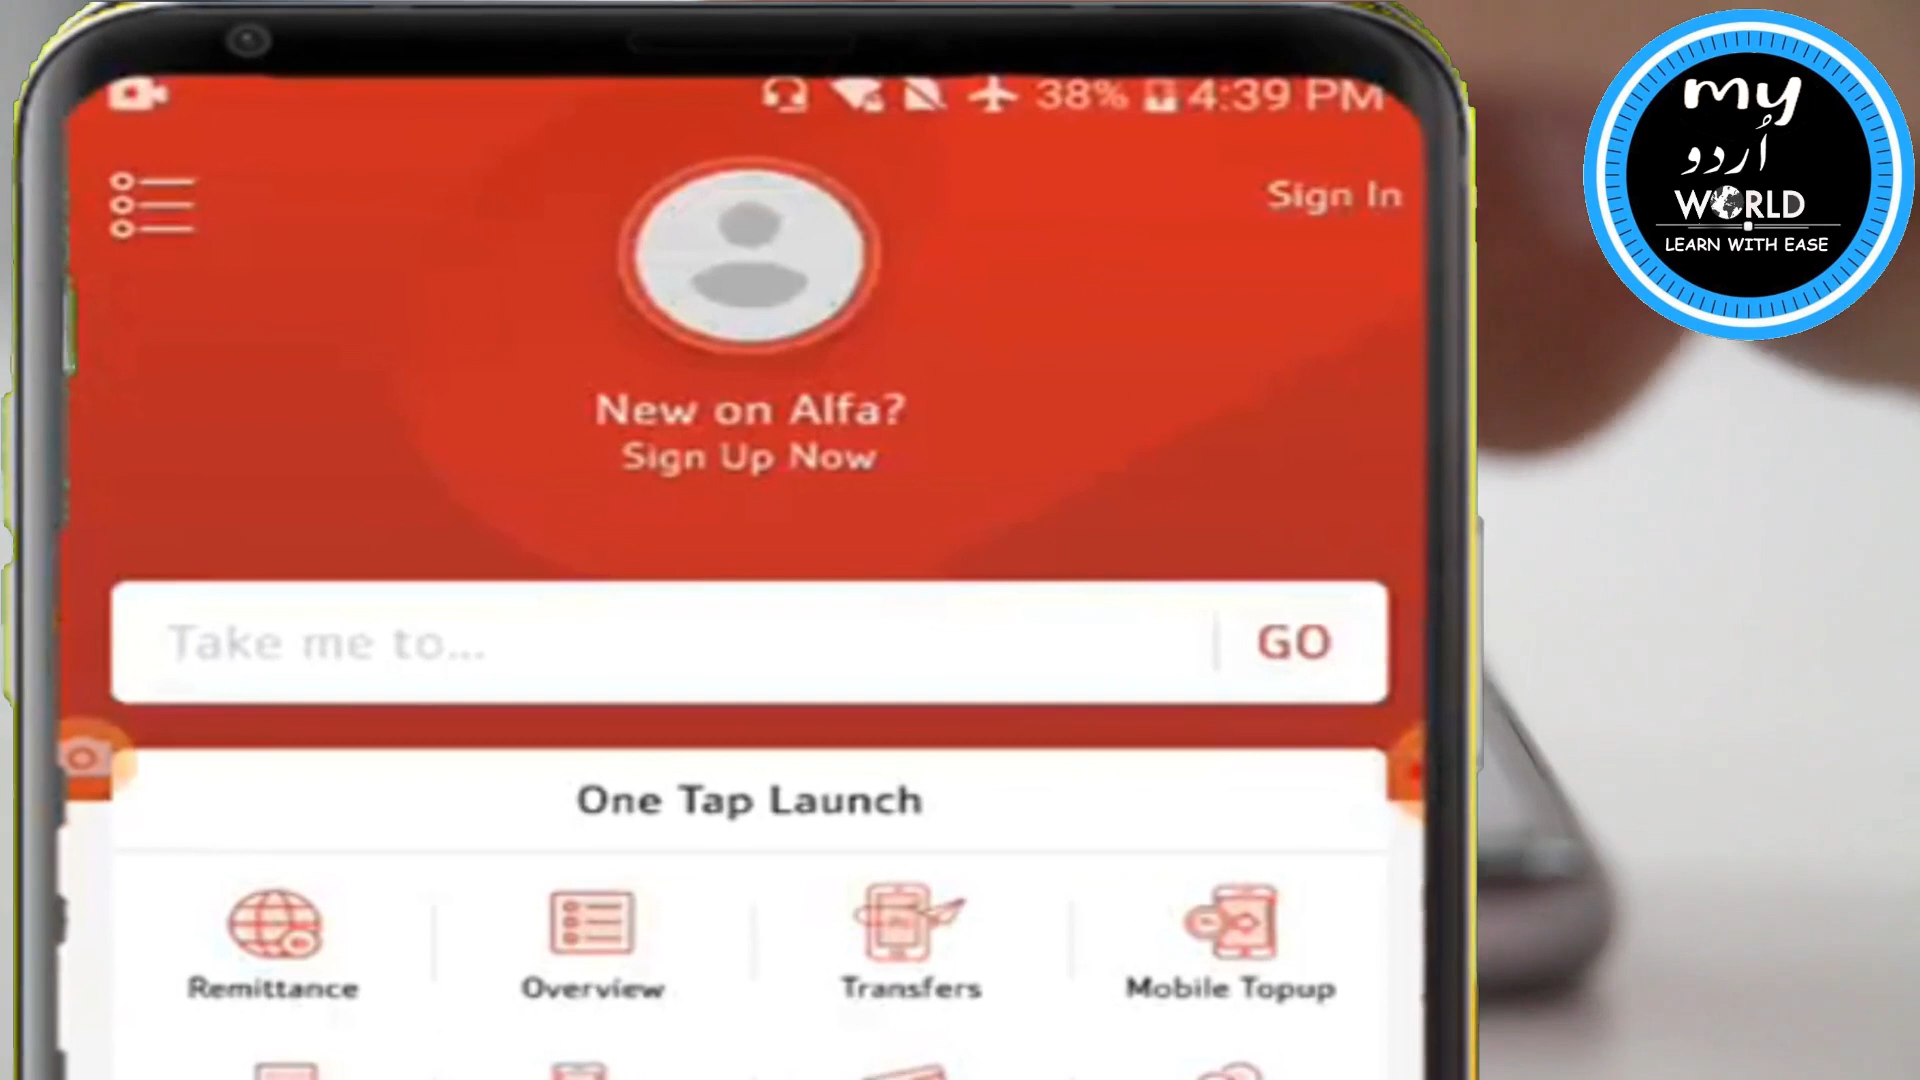 38% 4:39 PM
Sign In
New on Alfa?
Sign Up Now
Take me to...
GO
One Tap Launch
Remittance
Overview
Transfers
Mobile Topup
my
اُردو
WORLD
LEARN WITH EASE